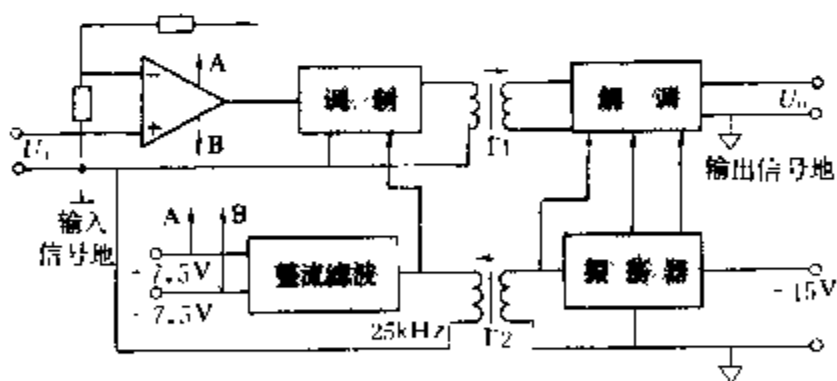 A
−
+
B
调 制
解 调
U₀
T1
输出信号地
Uᵢ
输入
信号地
A
B
7.5V
7.5V
整流滤波
25kHz
T2
振 荡 器
15V